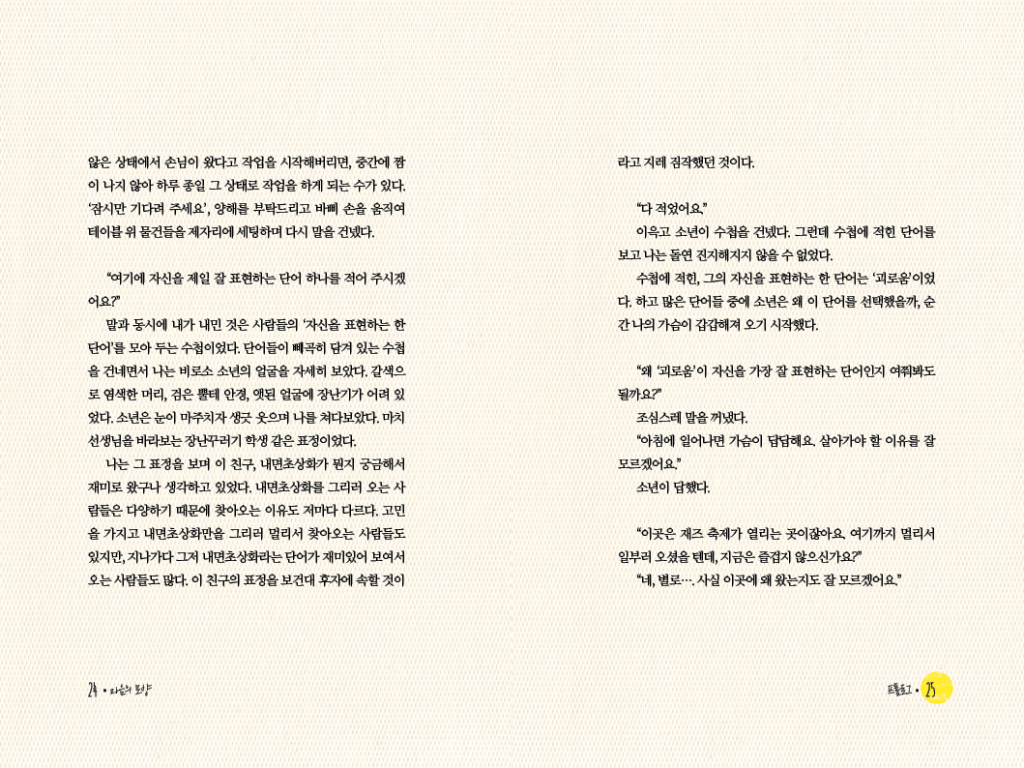 않은 상태에서 손님이 왔다고 작업을 시작해버리면, 중간에 짬
이 나지 않아 하루 종일 그 상태로 작업을 하게 되는 수가 있다.
‘잠시만 기다려 주세요’, 양해를 부탁드리고 바삐 손을 움직여
테이블 위 물건들을 제자리에 세팅하며 다시 말을 건넸다.
“여기에 자신을 제일 잘 표현하는 단어 하나를 적어 주시겠
어요?”
말과 동시에 내가 내민 것은 사람들의 ‘자신을 표현하는 한
단어’를 모아 두는 수첩이었다. 단어들이 빼곡히 담겨 있는 수첩
을 건네면서 나는 비로소 소년의 얼굴을 자세히 보았다. 갈색으
로 염색한 머리, 검은 뿔테 안경, 앳된 얼굴에 장난기가 어려 있
었다. 소년은 눈이 마주치자 생긋 웃으며 나를 쳐다보았다. 마치
선생님을 바라보는 장난꾸러기 학생 같은 표정이었다.
나는 그 표정을 보며 이 친구, 내면초상화가 뭔지 궁금해서
재미로 왔구나 생각하고 있었다. 내면초상화를 그리러 오는 사
람들은 다양하기 때문에 찾아오는 이유도 저마다 다르다. 고민
을 가지고 내면초상화만을 그리러 멀리서 찾아오는 사람들도
있지만, 지나가다 그저 내면초상화라는 단어가 재미있어 보여서
오는 사람들도 많다. 이 친구의 표정을 보건대 후자에 속할 것이
24 • 마음의 모양
라고 지레 짐작했던 것이다.
“다 적었어요.”
이윽고 소년이 수첩을 건넸다. 그런데 수첩에 적힌 단어를
보고 나는 돌연 진지해지지 않을 수 없었다.
수첩에 적힌, 그의 자신을 표현하는 한 단어는 ‘괴로움’이었
다. 하고 많은 단어들 중에 소년은 왜 이 단어를 선택했을까, 순
간 나의 가슴이 갑갑해져 오기 시작했다.
“왜 ‘괴로움’이 자신을 가장 잘 표현하는 단어인지 여쭤봐도
될까요?”
조심스레 말을 꺼냈다.
“아침에 일어나면 가슴이 답답해요. 살아가야 할 이유를 잘
모르겠어요.”
소년이 답했다.
“이곳은 재즈 축제가 열리는 곳이잖아요. 여기까지 멀리서
일부러 오셨을 텐데, 지금은 즐겁지 않으신가요?”
“네, 별로…. 사실 이곳에 왜 왔는지도 잘 모르겠어요.”
프롤로그 • 25